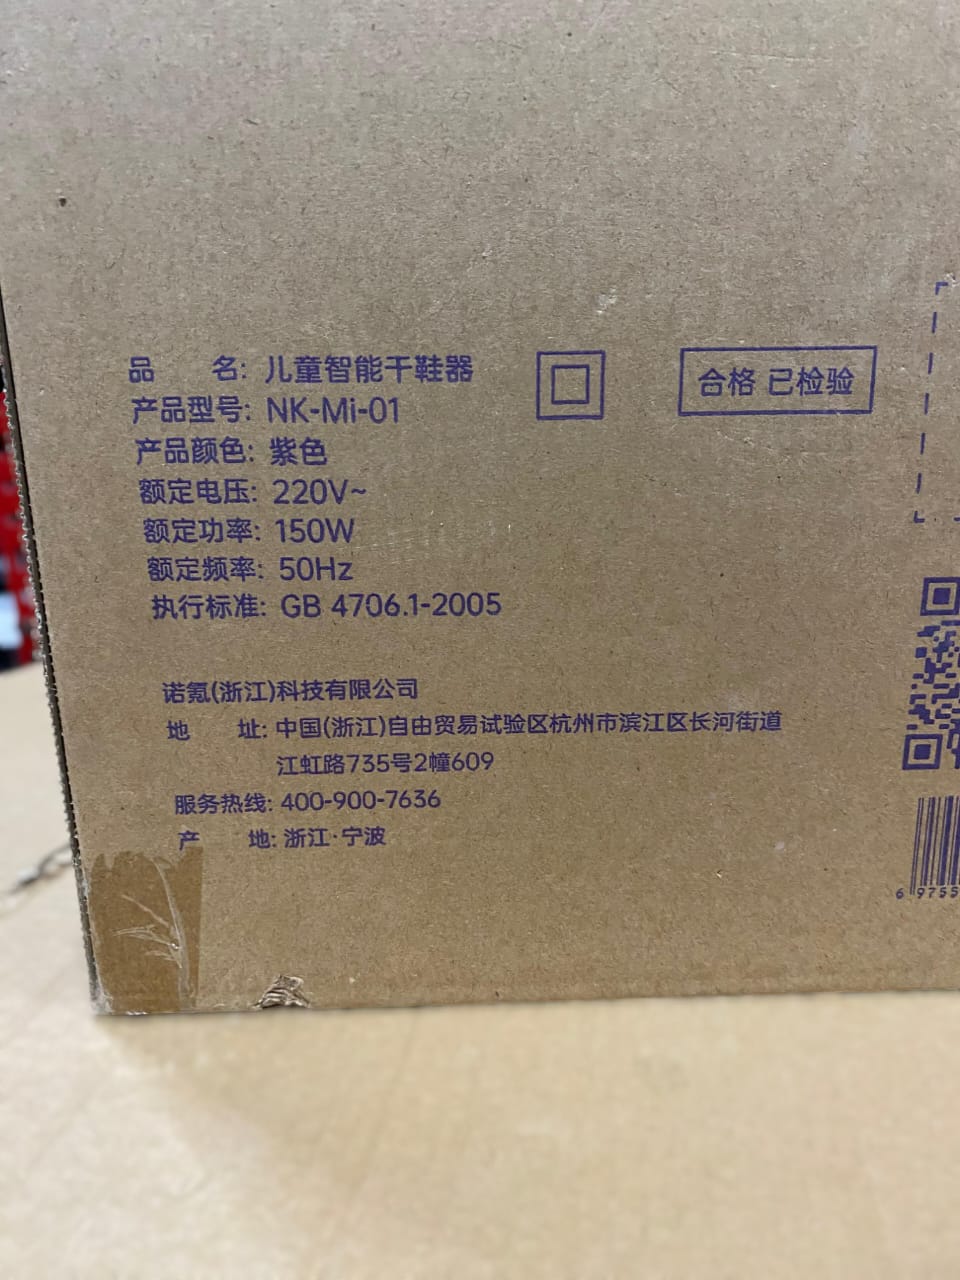 品 名: 儿童智能干鞋器
产品型号: NK-Mi-01
产品颜色: 紫色
额定电压: 220V~
额定功率: 150W
额定频率: 50Hz
执行标准: GB 4706.1-2005
合格 已检验
诺氪(浙江)科技有限公司
地 址: 中国(浙江)自由贸易试验区杭州市滨江区长河街道
江虹路735号2幢609
服务热线: 400-900-7636
产 地: 浙江·宁波
6 9755